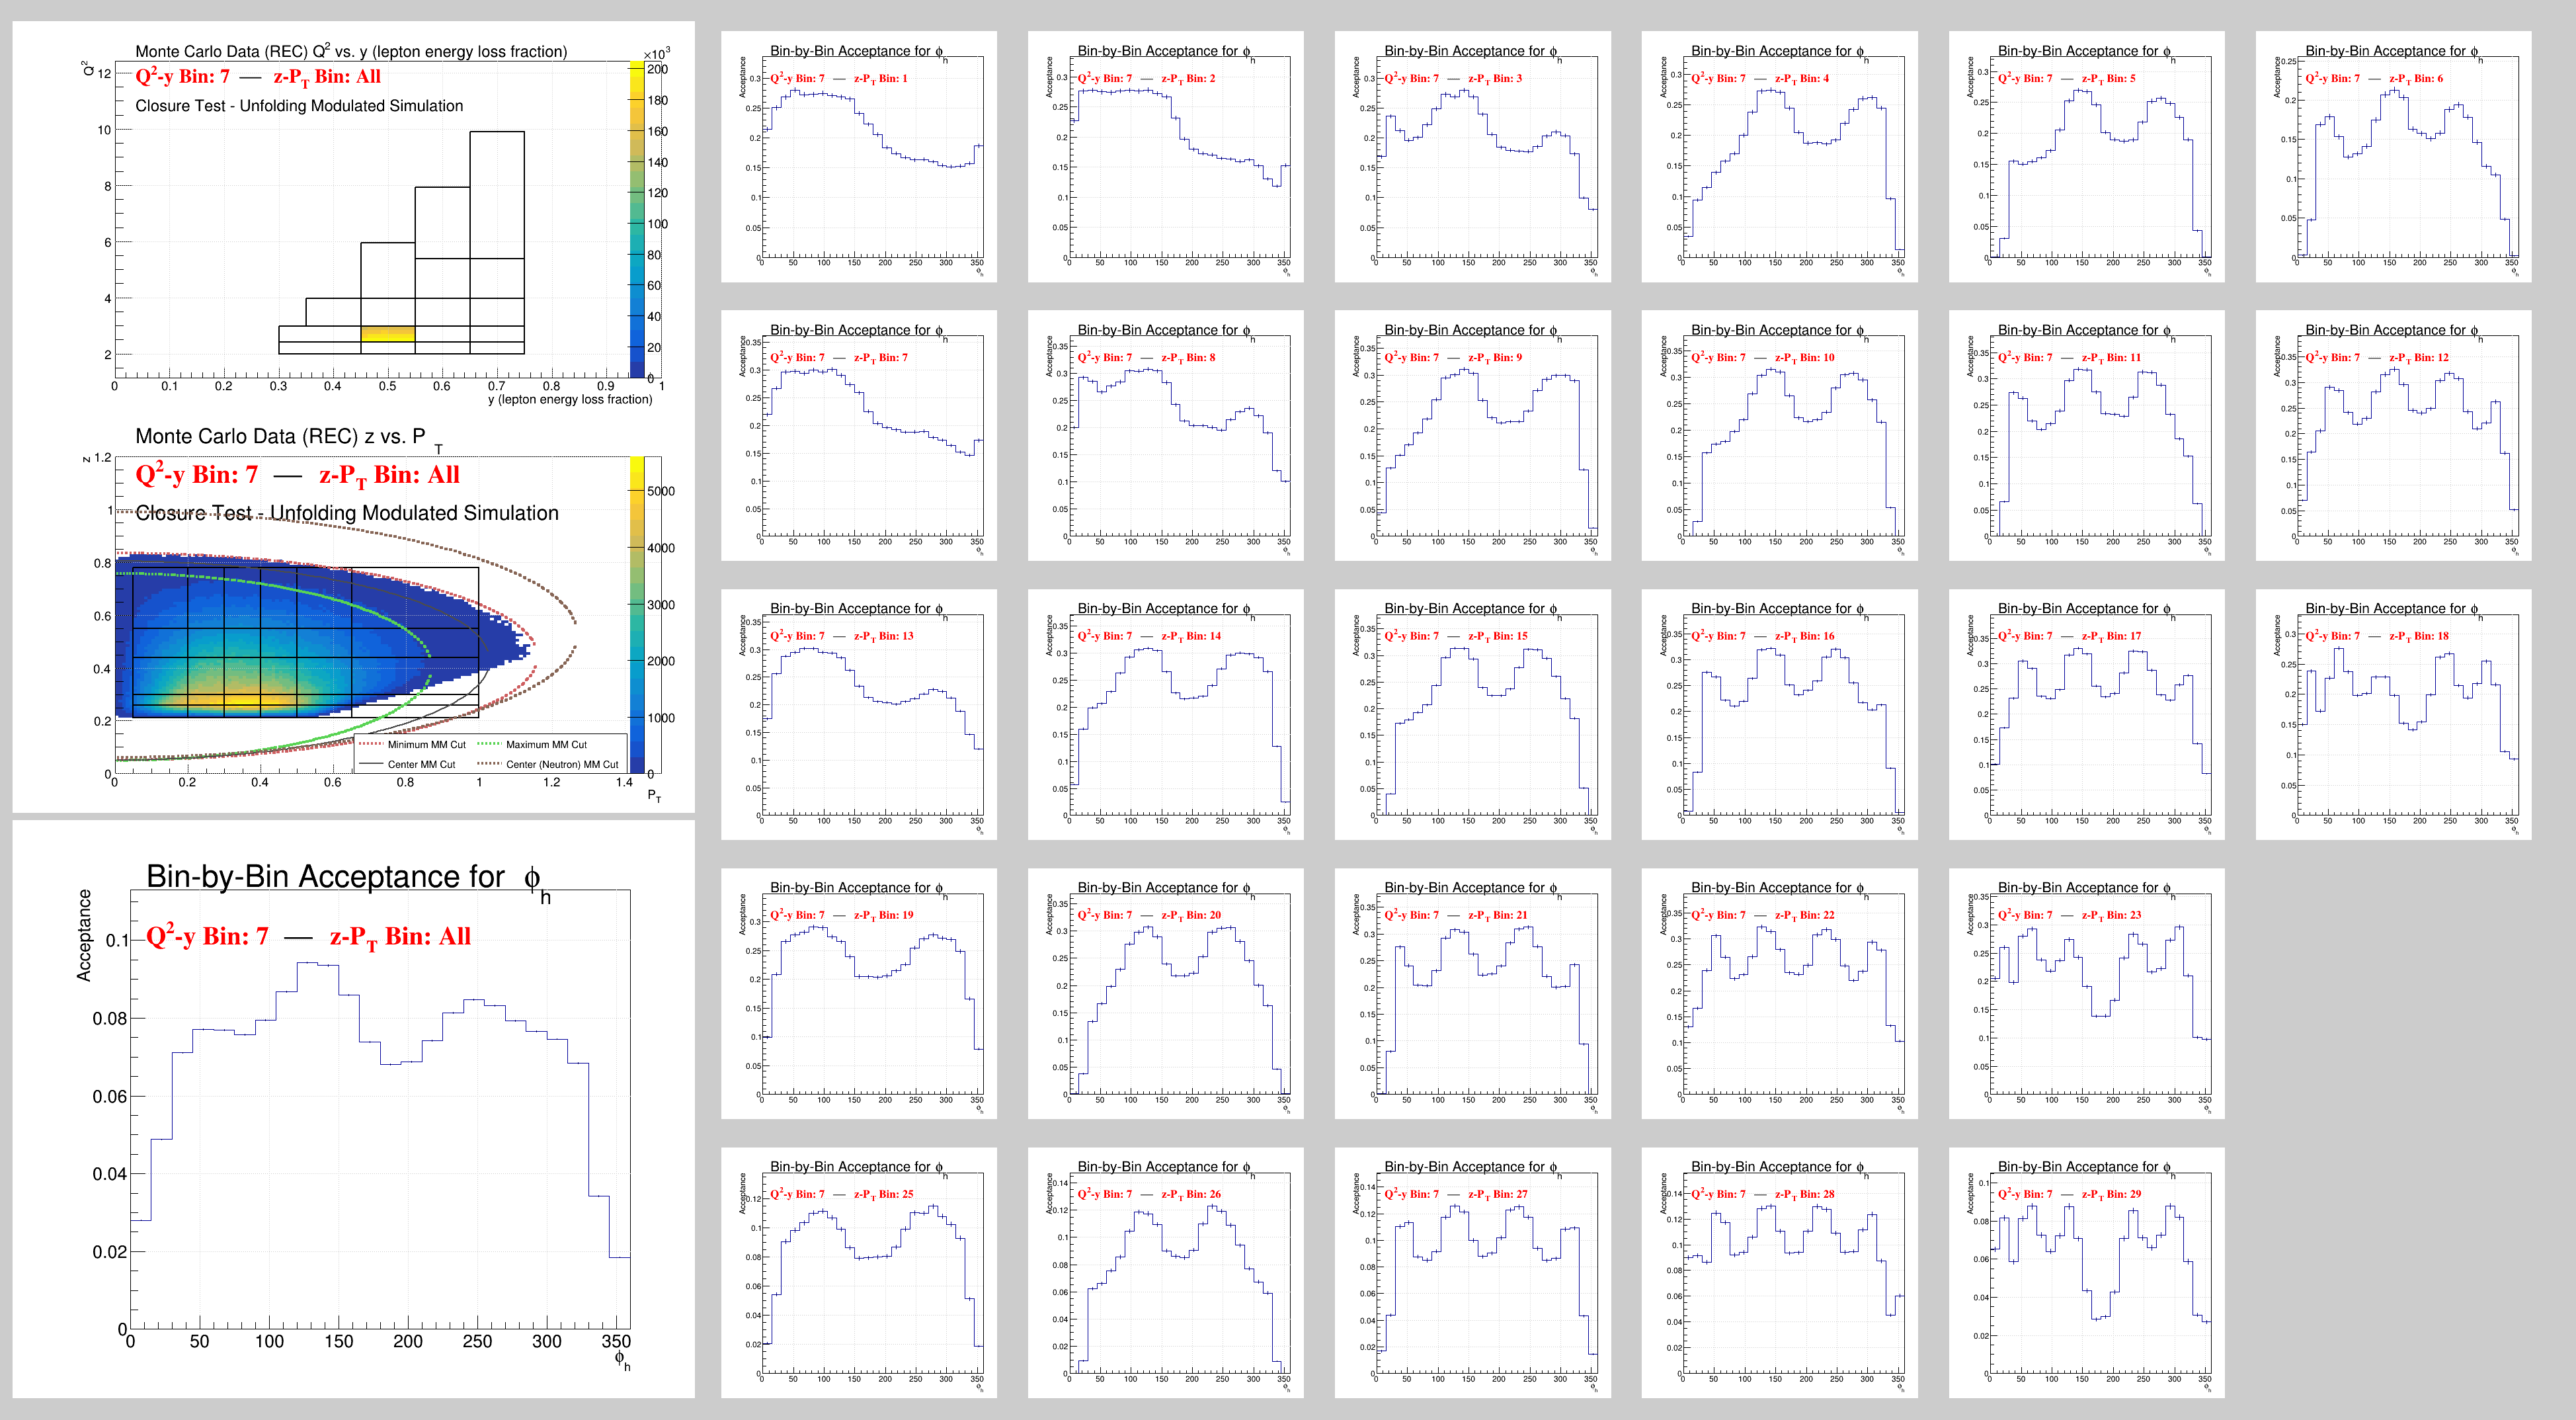 Monte Carlo Data (REC) Q² vs. y (lepton energy loss fraction)
Q²-y Bin: 7 — z-P_T Bin: All
Closure Test - Unfolding Modulated Simulation
Q²
y (lepton energy loss fraction)
×10³
Monte Carlo Data (REC) z vs. P_T
Q²-y Bin: 7 — z-P_T Bin: All
Closure Test - Unfolding Modulated Simulation
z
Minimum MM Cut
Maximum MM Cut
Center MM Cut
Center (Neutron) MM Cut
P_T
Bin-by-Bin Acceptance for ϕ_h
Q²-y Bin: 7 — z-P_T Bin: All
Acceptance
ϕ_h
Bin-by-Bin Acceptance for ϕ_h
Q²-y Bin: 7 — z-P_T Bin: 1
Bin-by-Bin Acceptance for ϕ_h
Q²-y Bin: 7 — z-P_T Bin: 2
Bin-by-Bin Acceptance for ϕ_h
Q²-y Bin: 7 — z-P_T Bin: 3
Bin-by-Bin Acceptance for ϕ_h
Q²-y Bin: 7 — z-P_T Bin: 4
Bin-by-Bin Acceptance for ϕ_h
Q²-y Bin: 7 — z-P_T Bin: 5
Bin-by-Bin Acceptance for ϕ_h
Q²-y Bin: 7 — z-P_T Bin: 6
Bin-by-Bin Acceptance for ϕ_h
Q²-y Bin: 7 — z-P_T Bin: 7
Bin-by-Bin Acceptance for ϕ_h
Q²-y Bin: 7 — z-P_T Bin: 8
Bin-by-Bin Acceptance for ϕ_h
Q²-y Bin: 7 — z-P_T Bin: 9
Bin-by-Bin Acceptance for ϕ_h
Q²-y Bin: 7 — z-P_T Bin: 10
Bin-by-Bin Acceptance for ϕ_h
Q²-y Bin: 7 — z-P_T Bin: 11
Bin-by-Bin Acceptance for ϕ_h
Q²-y Bin: 7 — z-P_T Bin: 12
Bin-by-Bin Acceptance for ϕ_h
Q²-y Bin: 7 — z-P_T Bin: 13
Bin-by-Bin Acceptance for ϕ_h
Q²-y Bin: 7 — z-P_T Bin: 14
Bin-by-Bin Acceptance for ϕ_h
Q²-y Bin: 7 — z-P_T Bin: 15
Bin-by-Bin Acceptance for ϕ_h
Q²-y Bin: 7 — z-P_T Bin: 16
Bin-by-Bin Acceptance for ϕ_h
Q²-y Bin: 7 — z-P_T Bin: 17
Bin-by-Bin Acceptance for ϕ_h
Q²-y Bin: 7 — z-P_T Bin: 18
Bin-by-Bin Acceptance for ϕ_h
Q²-y Bin: 7 — z-P_T Bin: 19
Bin-by-Bin Acceptance for ϕ_h
Q²-y Bin: 7 — z-P_T Bin: 20
Bin-by-Bin Acceptance for ϕ_h
Q²-y Bin: 7 — z-P_T Bin: 21
Bin-by-Bin Acceptance for ϕ_h
Q²-y Bin: 7 — z-P_T Bin: 22
Bin-by-Bin Acceptance for ϕ_h
Q²-y Bin: 7 — z-P_T Bin: 23
Bin-by-Bin Acceptance for ϕ_h
Q²-y Bin: 7 — z-P_T Bin: 25
Bin-by-Bin Acceptance for ϕ_h
Q²-y Bin: 7 — z-P_T Bin: 26
Bin-by-Bin Acceptance for ϕ_h
Q²-y Bin: 7 — z-P_T Bin: 27
Bin-by-Bin Acceptance for ϕ_h
Q²-y Bin: 7 — z-P_T Bin: 28
Bin-by-Bin Acceptance for ϕ_h
Q²-y Bin: 7 — z-P_T Bin: 29